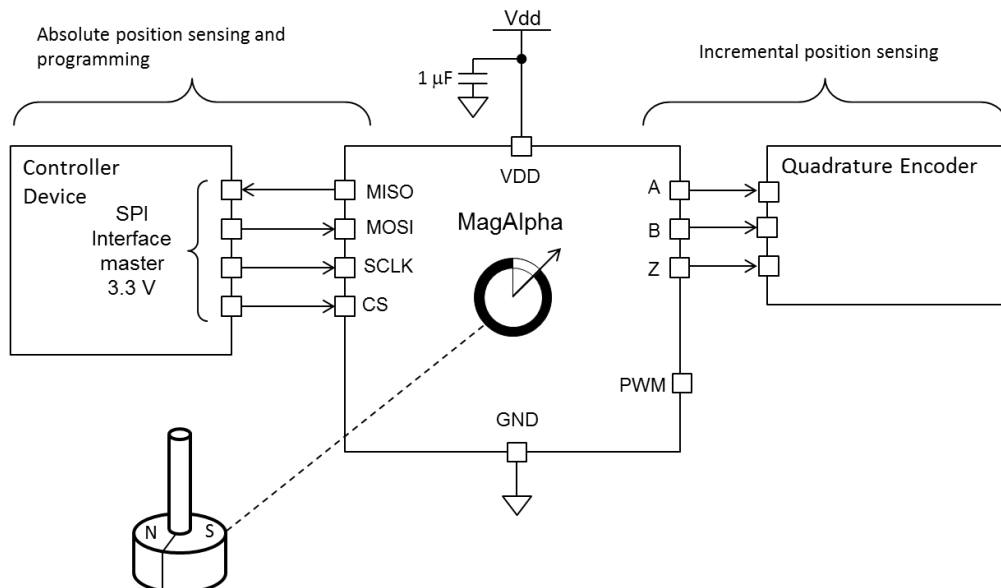 Absolute position sensing and
programming
Vdd
1 μF
Incremental position sensing
Controller
Device
SPI
Interface
master
3.3 V
MISO
MOSI
SCLK
CS
VDD
MagAlpha
GND
A
B
Z
PWM
Quadrature Encoder
N
S